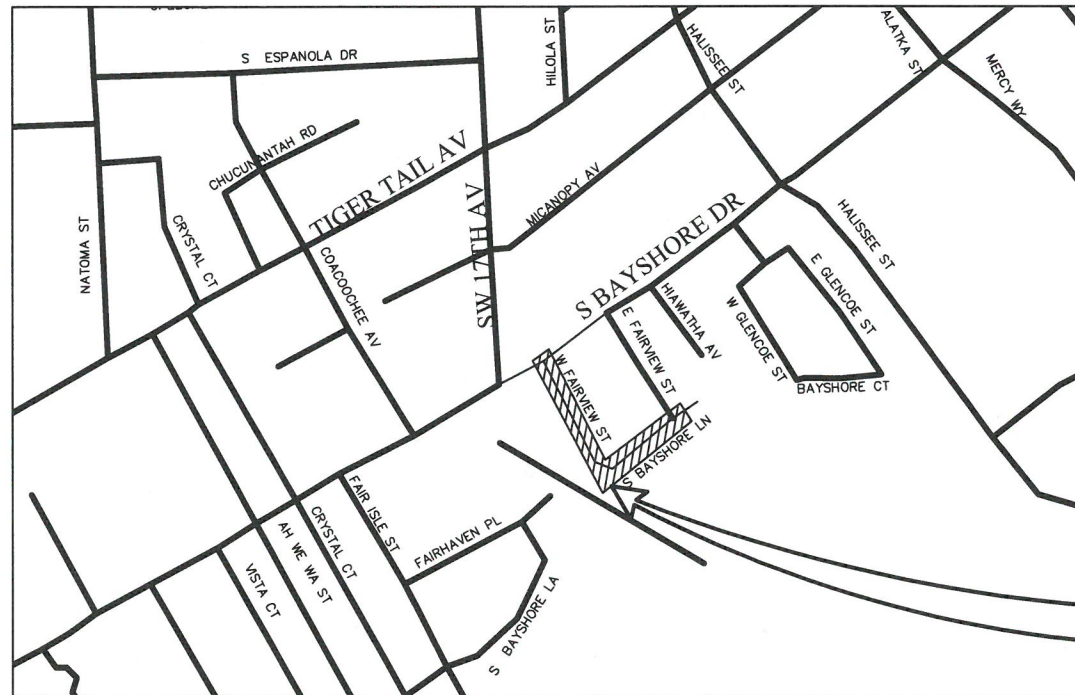 S ESPANOLA DR
HILOLA ST
HALISSEE ST
ALATKA ST
MERCY WY
CHUCUNANTAH RD
TIGER TAIL AV
SW 17TH AV
MICANOPY AV
NATOMA ST
CRYSTAL CT
COACOOCHEE AV
S BAYSHORE DR
HALISSEE ST
E GLENCOE ST
W GLENCOE ST
HIAWATHA AV
E FAIRVIEW ST
BAYSHORE CT
W FAIRVIEW ST
S BAYSHORE LN
FAIR ISLE ST
CRYSTAL CT
AH WE WA ST
VISTA CT
FAIRHAVEN PL
S BAYSHORE LA